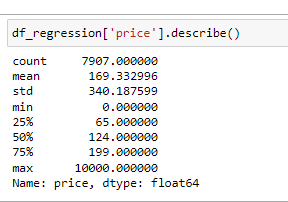 df_regression['price'].describe()
count 7907.000000
mean 169.332996
std 340.187599
min 0.000000
25% 65.000000
50% 124.000000
75% 199.000000
max 10000.000000
Name: price, dtype: float64